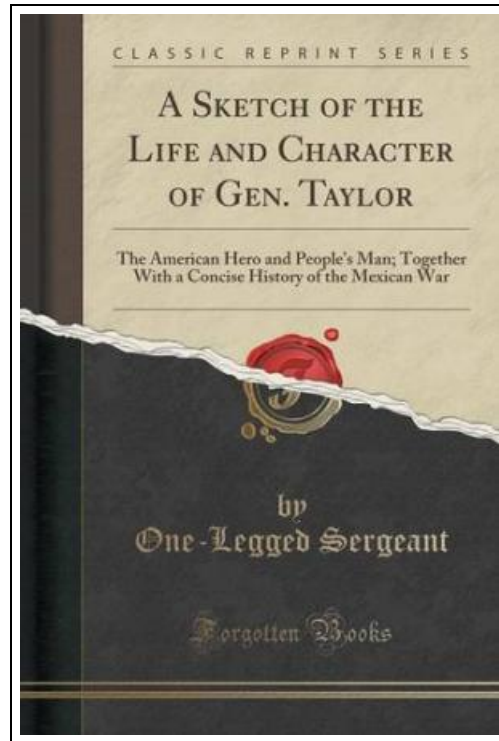 CLASSIC REPRINT SERIES
A SKETCH OF THE
LIFE AND CHARACTER
OF GEN. TAYLOR
The American Hero and People's Man; Together
With a Concise History of the Mexican War
by
One-Legged Sergeant
Forgotten Books